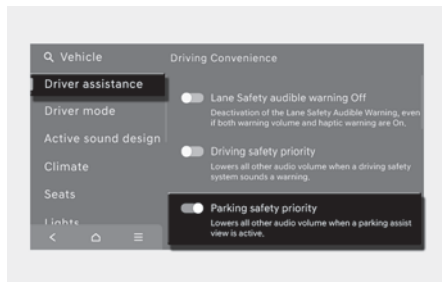 Vehicle
Driving Convenience
Driver assistance
Lane Safety audible warning Off
Deactivation of the Lane Safety Audible Warning, even
if both warning volume and haptic warning are On.
Driver mode
Active sound design
Driving safety priority
Lowers all other audio volume when a driving safety
system sounds a warning.
Climate
Seats
Parking safety priority
Lowers all other audio volume when a parking assist
view is active.
Lights